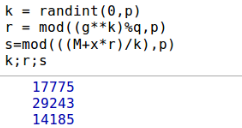 k = randint(0,p)
r = mod((g**k)%q,p)
s=mod(((M+x*r)/k),p)
k;r;s
17775
29243
14185